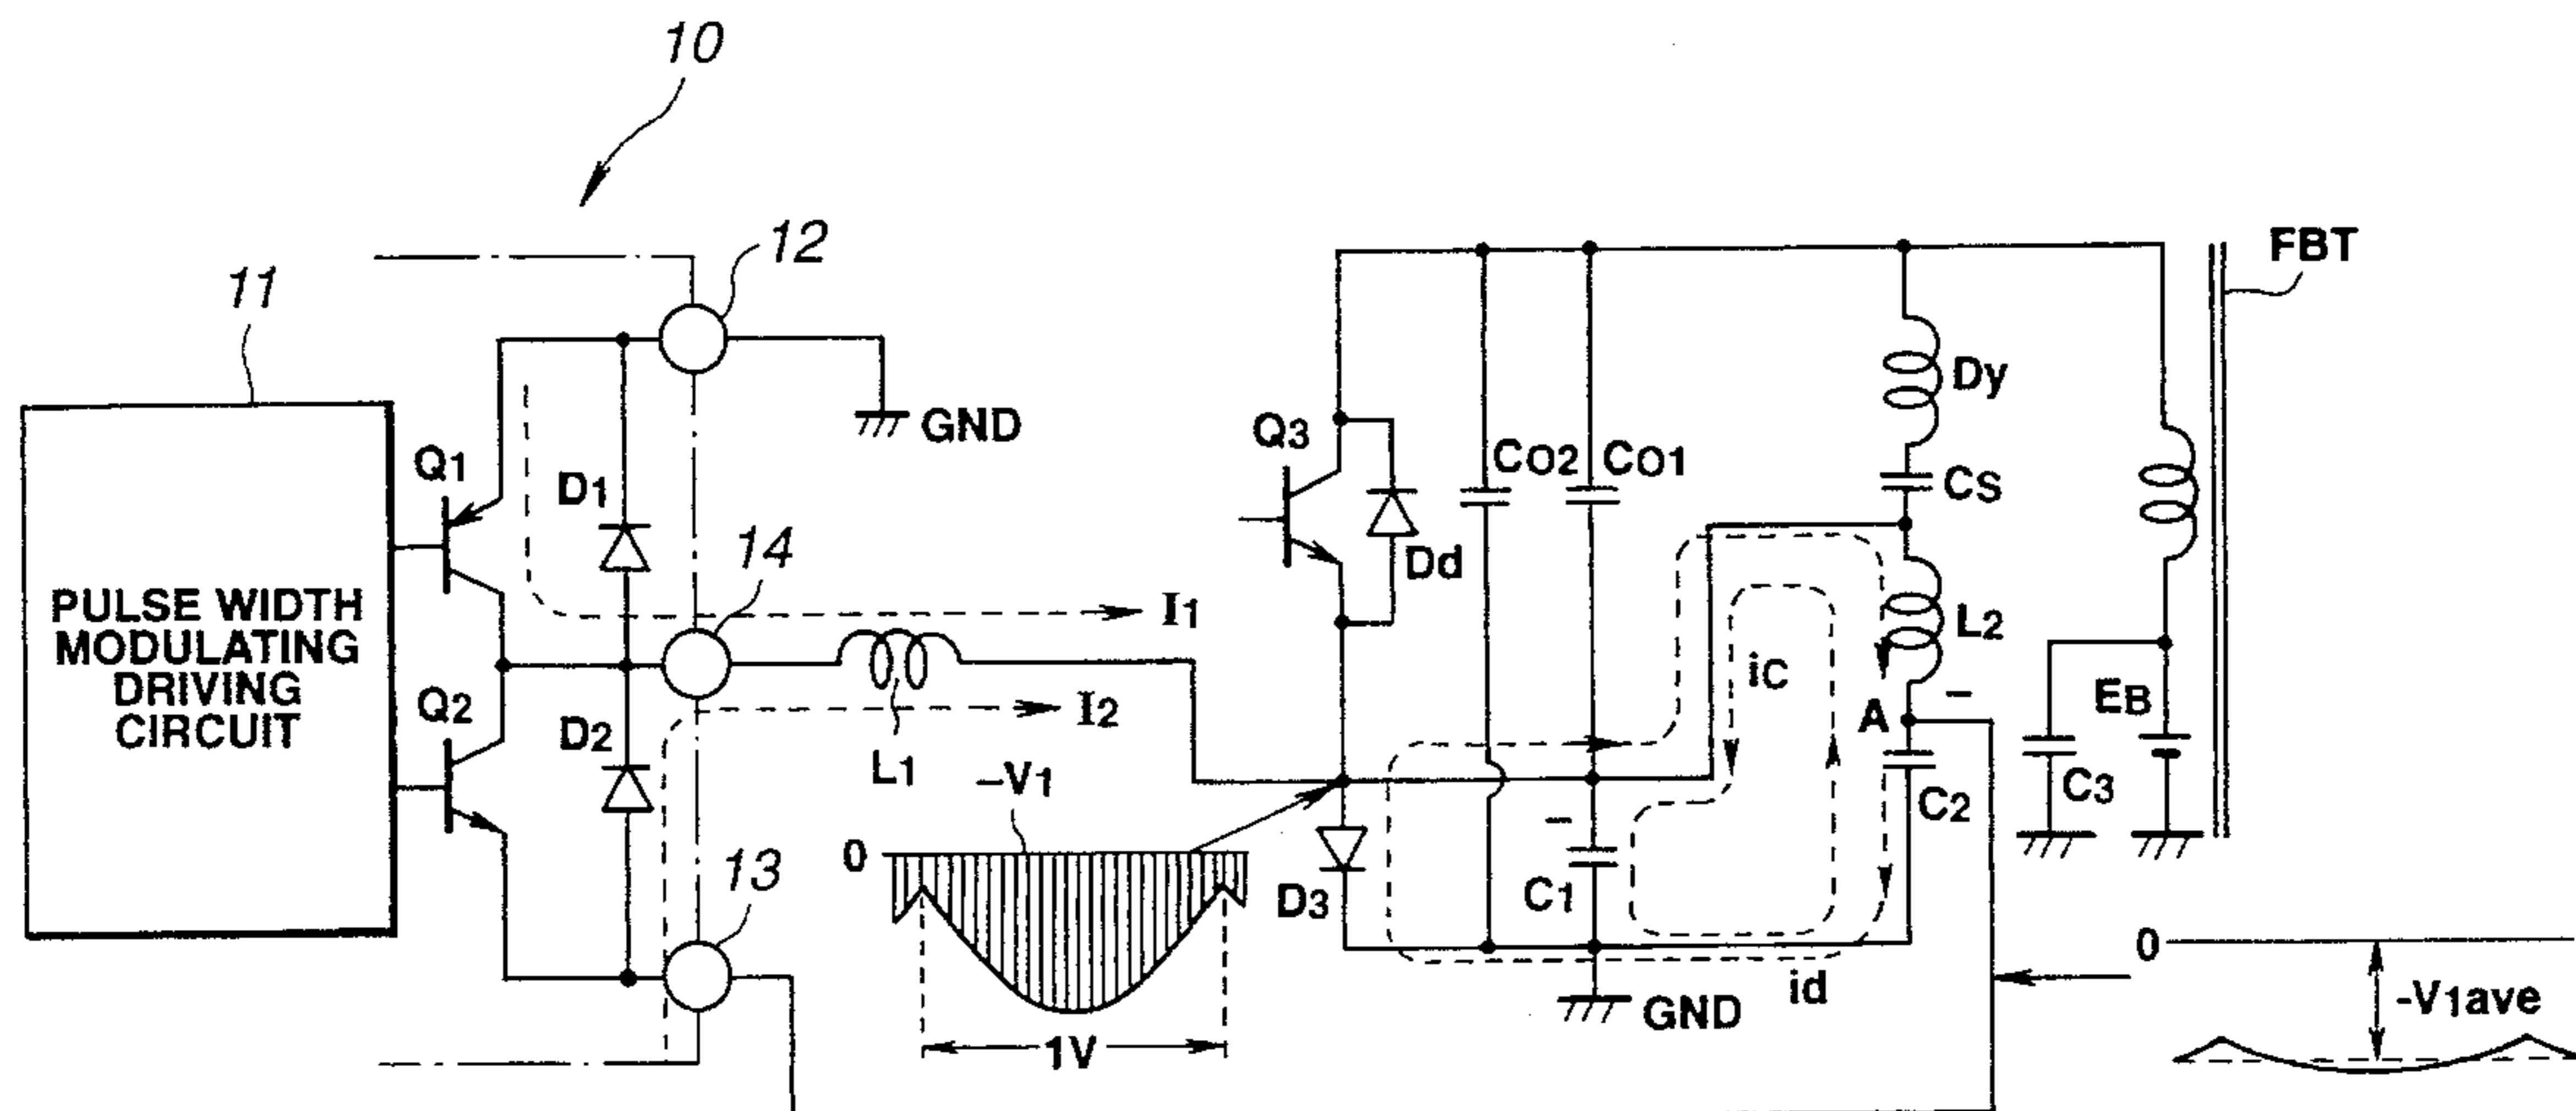 10
12
FBT
11
GND
Dy
Q3
CO2
CO1
Q1
D1
CS
14
Dd
PULSE WIDTH
MODULATING
DRIVING
CIRCUIT
I1
L2
iC
Q2
I2
A
−
EB
D2
L1
−V1
C3
C2
−
0
13
D3
C1
0
id
-V1ave
GND
1V